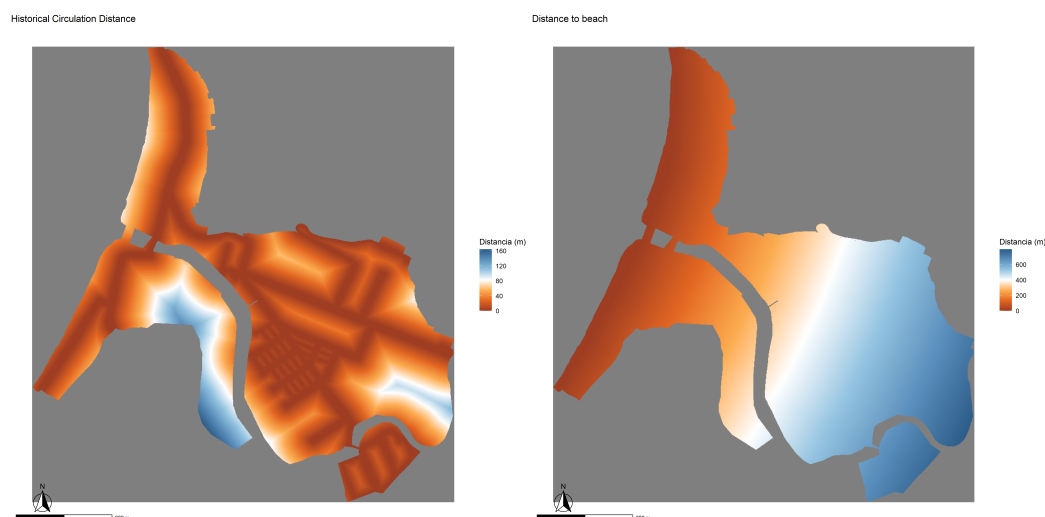 Historical Circulation Distance
Distance to beach
Distancia (m)
160
120
80
40
0
N
Distancia (m)
600
400
200
0
N